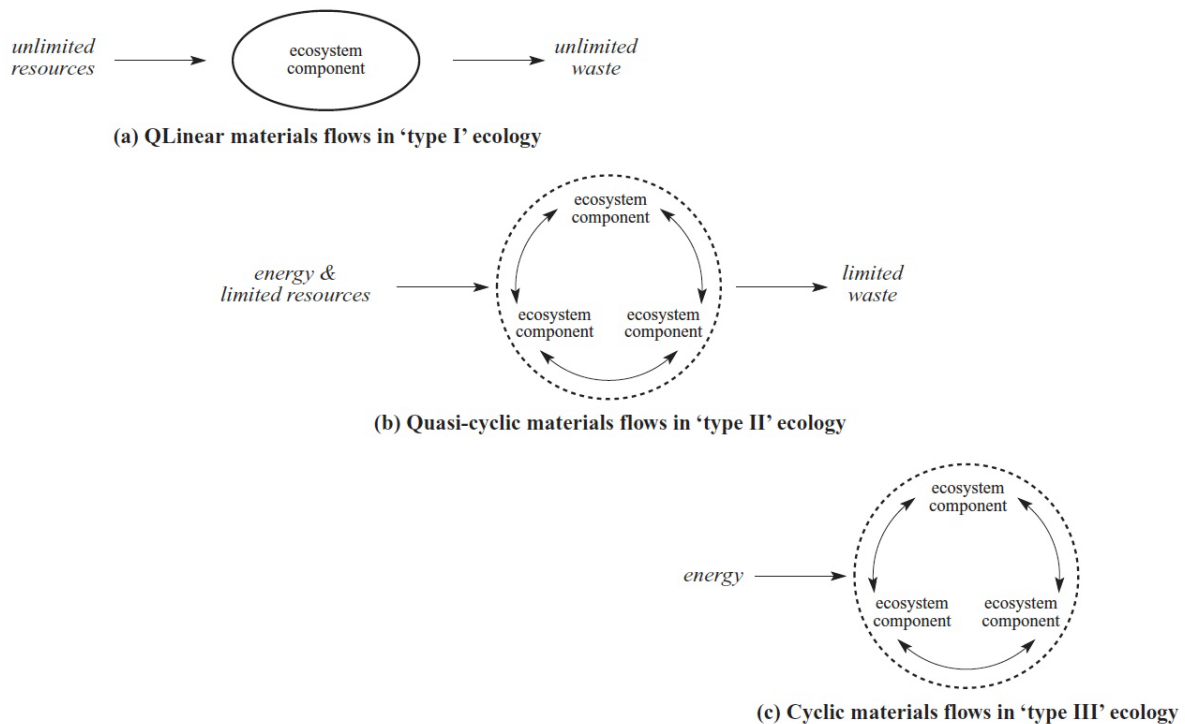 unlimited
resources
ecosystem
component
unlimited
waste
(a) QLinear materials flows in ‘type I’ ecology
ecosystem
component
energy &
limited resources
ecosystem
component
ecosystem
component
limited
waste
(b) Quasi-cyclic materials flows in ‘type II’ ecology
ecosystem
component
energy
ecosystem
component
ecosystem
component
(c) Cyclic materials flows in ‘type III’ ecology